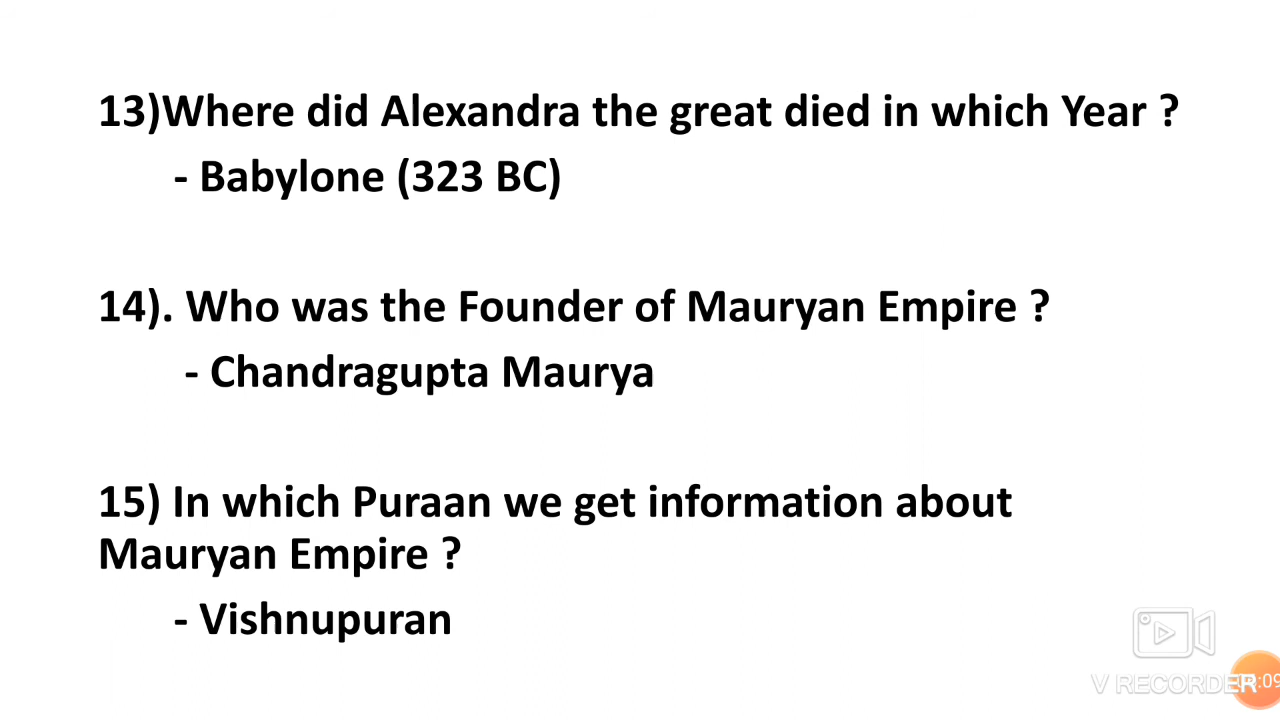 13)Where did Alexandra the great died in which Year ?
- Babylone (323 BC)
14). Who was the Founder of Mauryan Empire ?
- Chandragupta Maurya
15) In which Puraan we get information about
Mauryan Empire ?
- Vishnupuran
V RECORDER